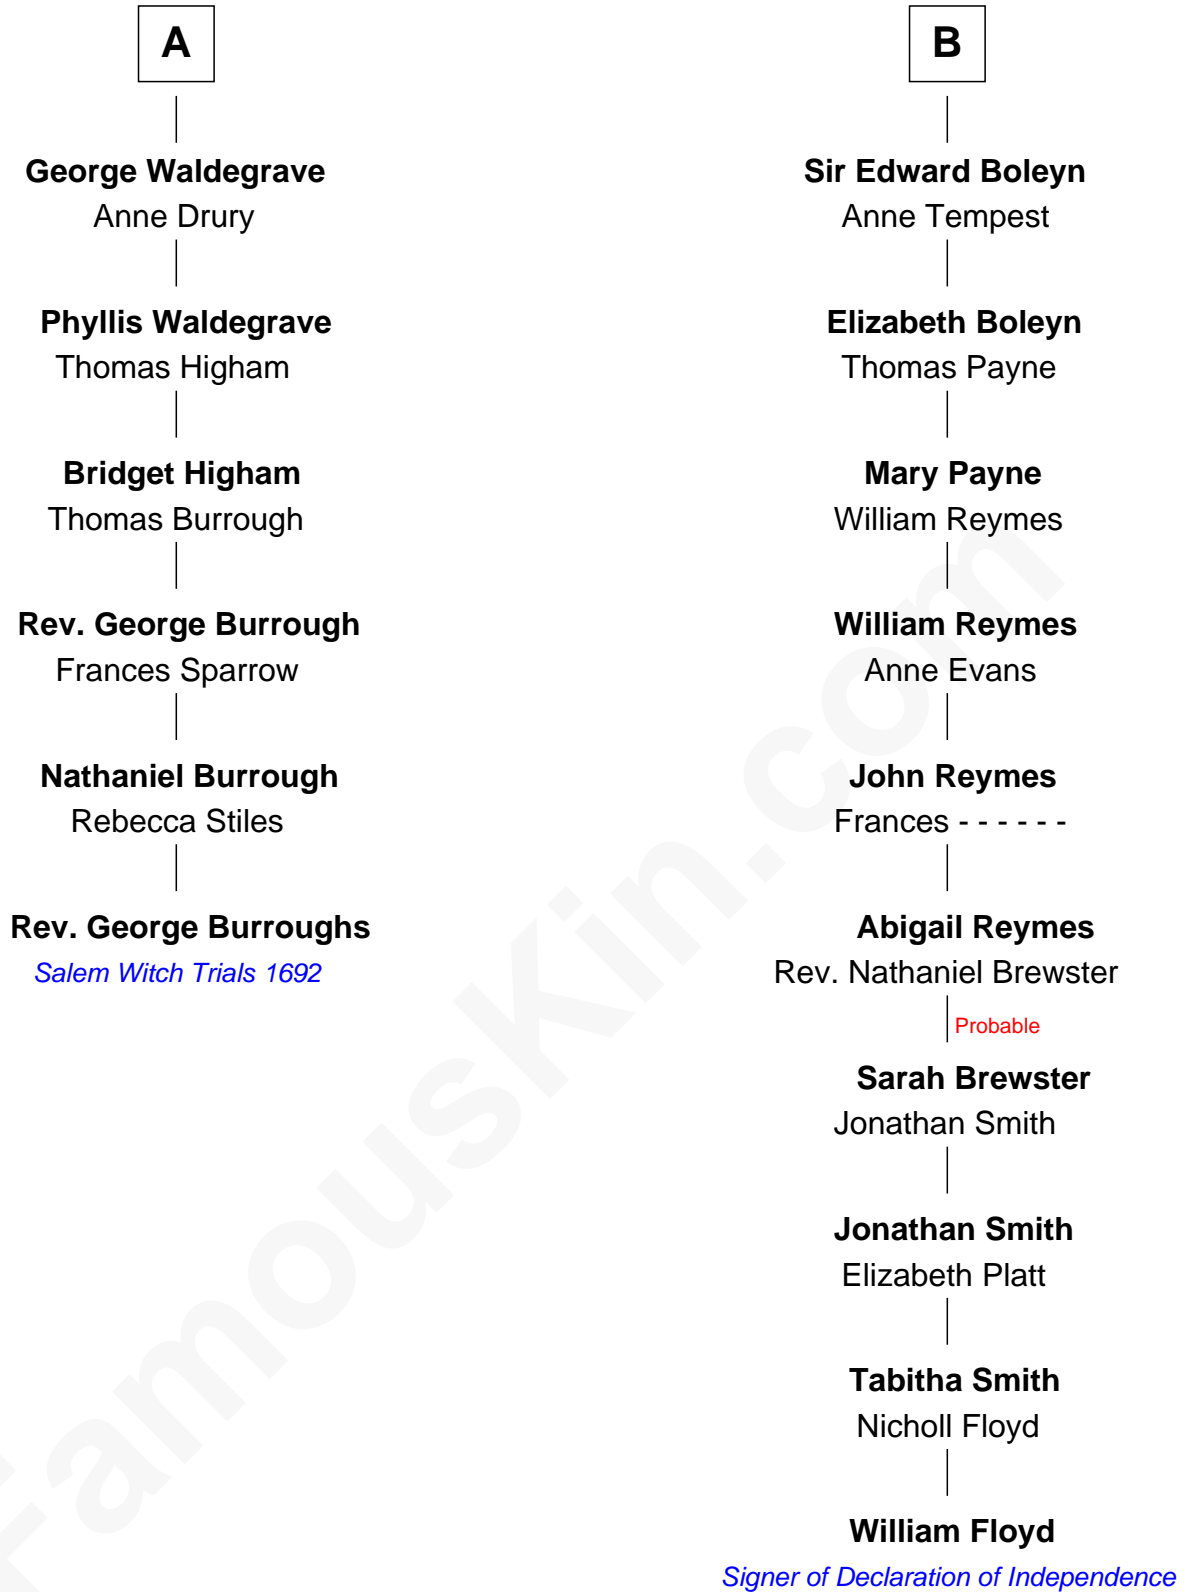 A
George Waldegrave
Anne Drury
Phyllis Waldegrave
Thomas Higham
Bridget Higham
Thomas Burrough
Rev. George Burrough
Frances Sparrow
Nathaniel Burrough
Rebecca Stiles
Rev. George Burroughs
Salem Witch Trials 1692
B
Sir Edward Boleyn
Anne Tempest
Elizabeth Boleyn
Thomas Payne
Mary Payne
William Reymes
William Reymes
Anne Evans
John Reymes
Frances - - - - - -
Abigail Reymes
Rev. Nathaniel Brewster
Probable
Sarah Brewster
Jonathan Smith
Jonathan Smith
Elizabeth Platt
Tabitha Smith
Nicholl Floyd
William Floyd
Signer of Declaration of Independence
FamousKin.com